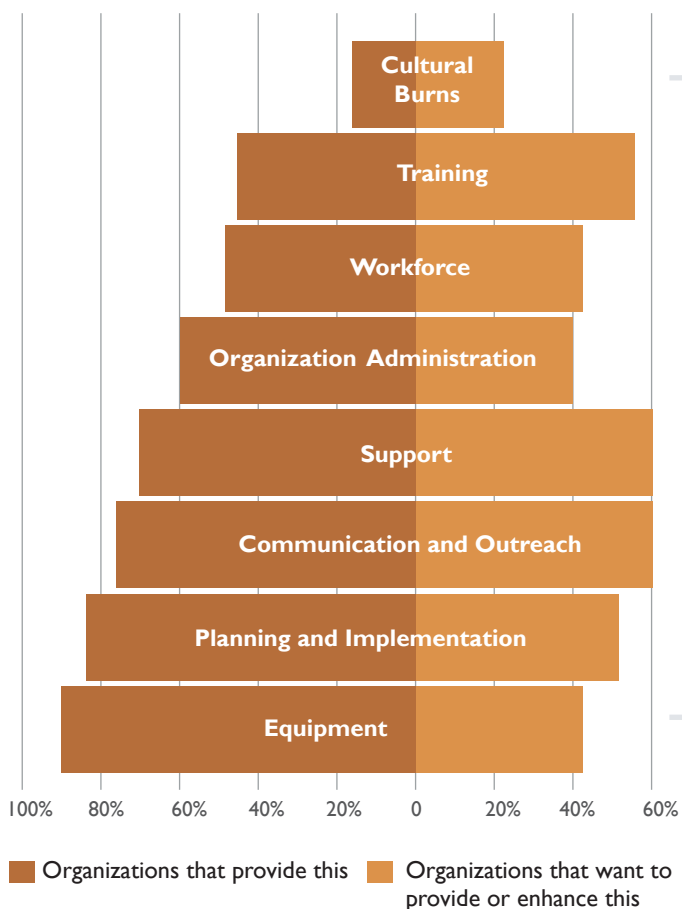 Cultural
Burns
Training
Workforce
Organization Administration
Support
Communication and Outreach
Planning and Implementation
Equipment
100% 80% 60% 40% 20% 0 20% 40% 60%
Organizations that provide this
Organizations that want to
provide or enhance this